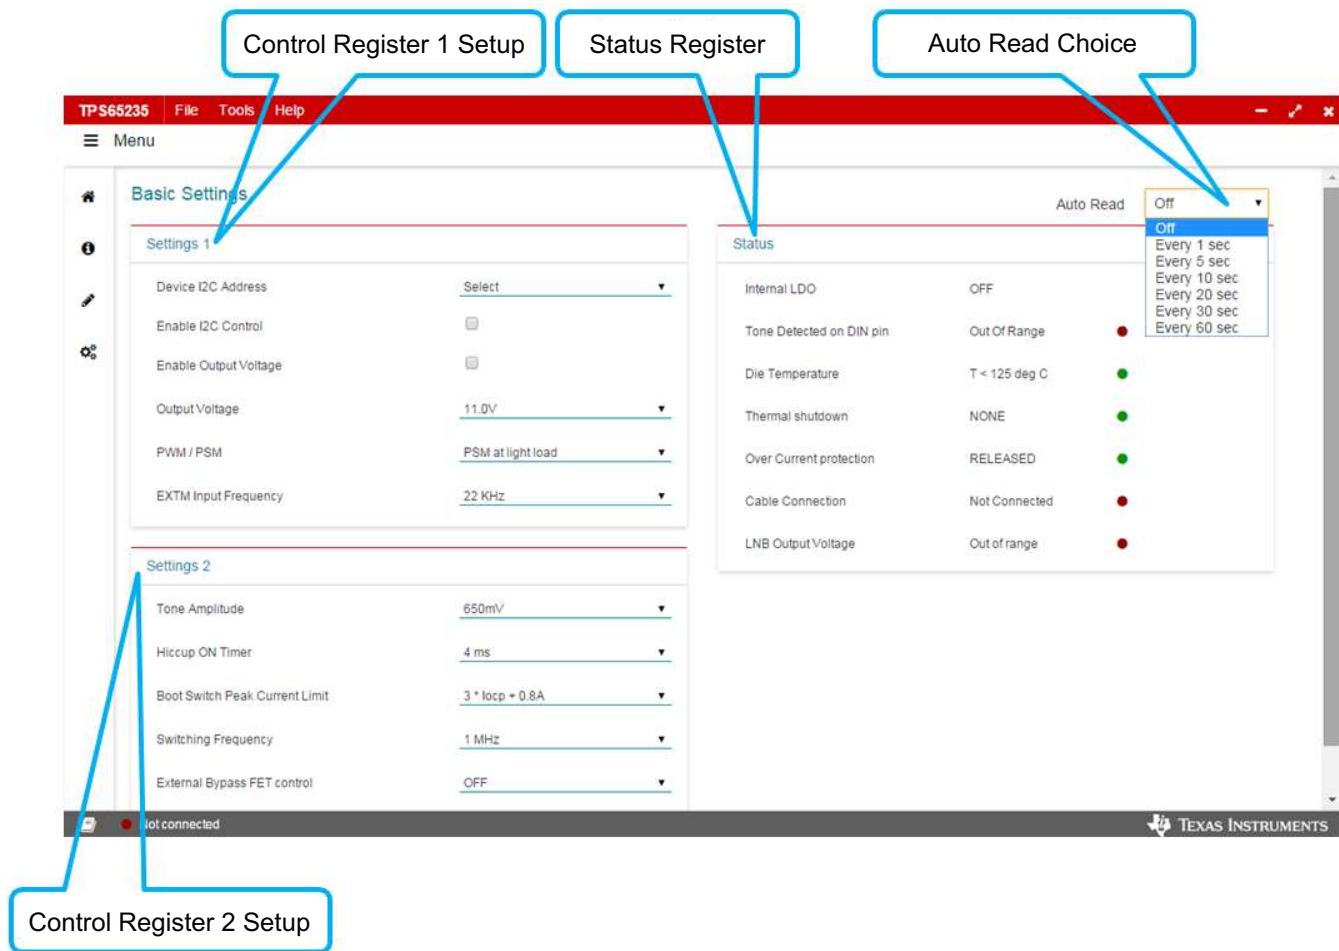 Control Register 1 Setup
Status Register
Auto Read Choice
TPS65235 File Tools Help
Menu
Basic Settings
Auto Read Off
Off
Every 1 sec
Every 5 sec
Every 10 sec
Every 20 sec
Every 30 sec
Every 60 sec
Settings 1
Device I2C Address Select
Enable I2C Control
Enable Output Voltage
Output Voltage 11.0V
PWM / PSM PSM at light load
EXTM Input Frequency 22 KHz
Settings 2
Tone Amplitude 650mV
Hiccup ON Timer 4 ms
Boot Switch Peak Current Limit 3 * Iocp + 0.8A
Switching Frequency 1 MHz
External Bypass FET control OFF
Status
Internal LDO OFF
Tone Detected on DIN pin Out Of Range
Die Temperature T < 125 deg C
Thermal shutdown NONE
Over Current protection RELEASED
Cable Connection Not Connected
LNB Output Voltage Out of range
Not connected
TEXAS INSTRUMENTS
Control Register 2 Setup